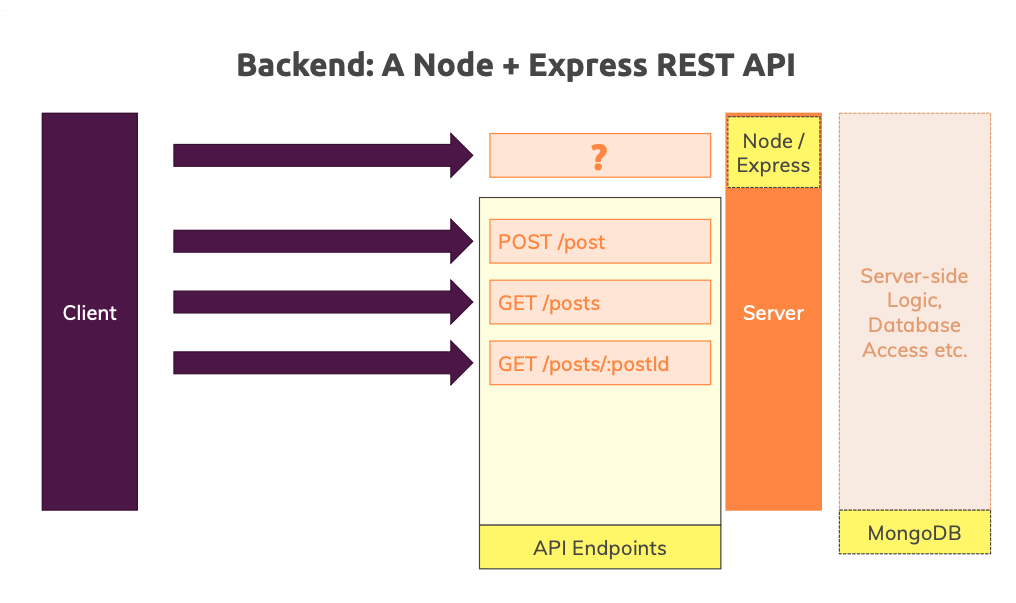 Backend: A Node + Express REST API
Client
?
POST /post
GET /posts
GET /posts/:postId
API Endpoints
Node /
Express
Server
Server-side
Logic,
Database
Access etc.
MongoDB